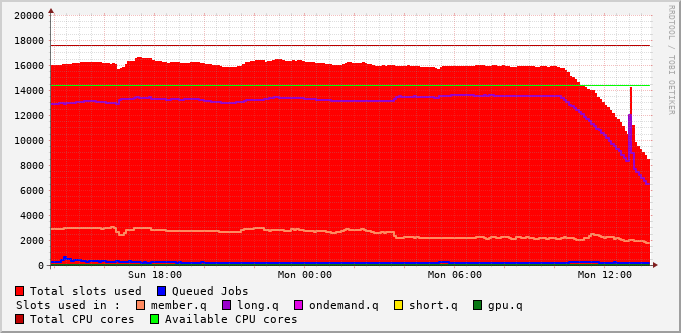 20000
18000
16000
14000
12000
10000
8000
6000
4000
2000
0
Sun 18:00 Mon 00:00 Mon 06:00 Mon 12:00
RRDTOOL / TOBI OETIKER
Total slots used Queued Jobs
Slots used in : member.q long.q ondemand.q short.q gpu.q
Total CPU cores Available CPU cores